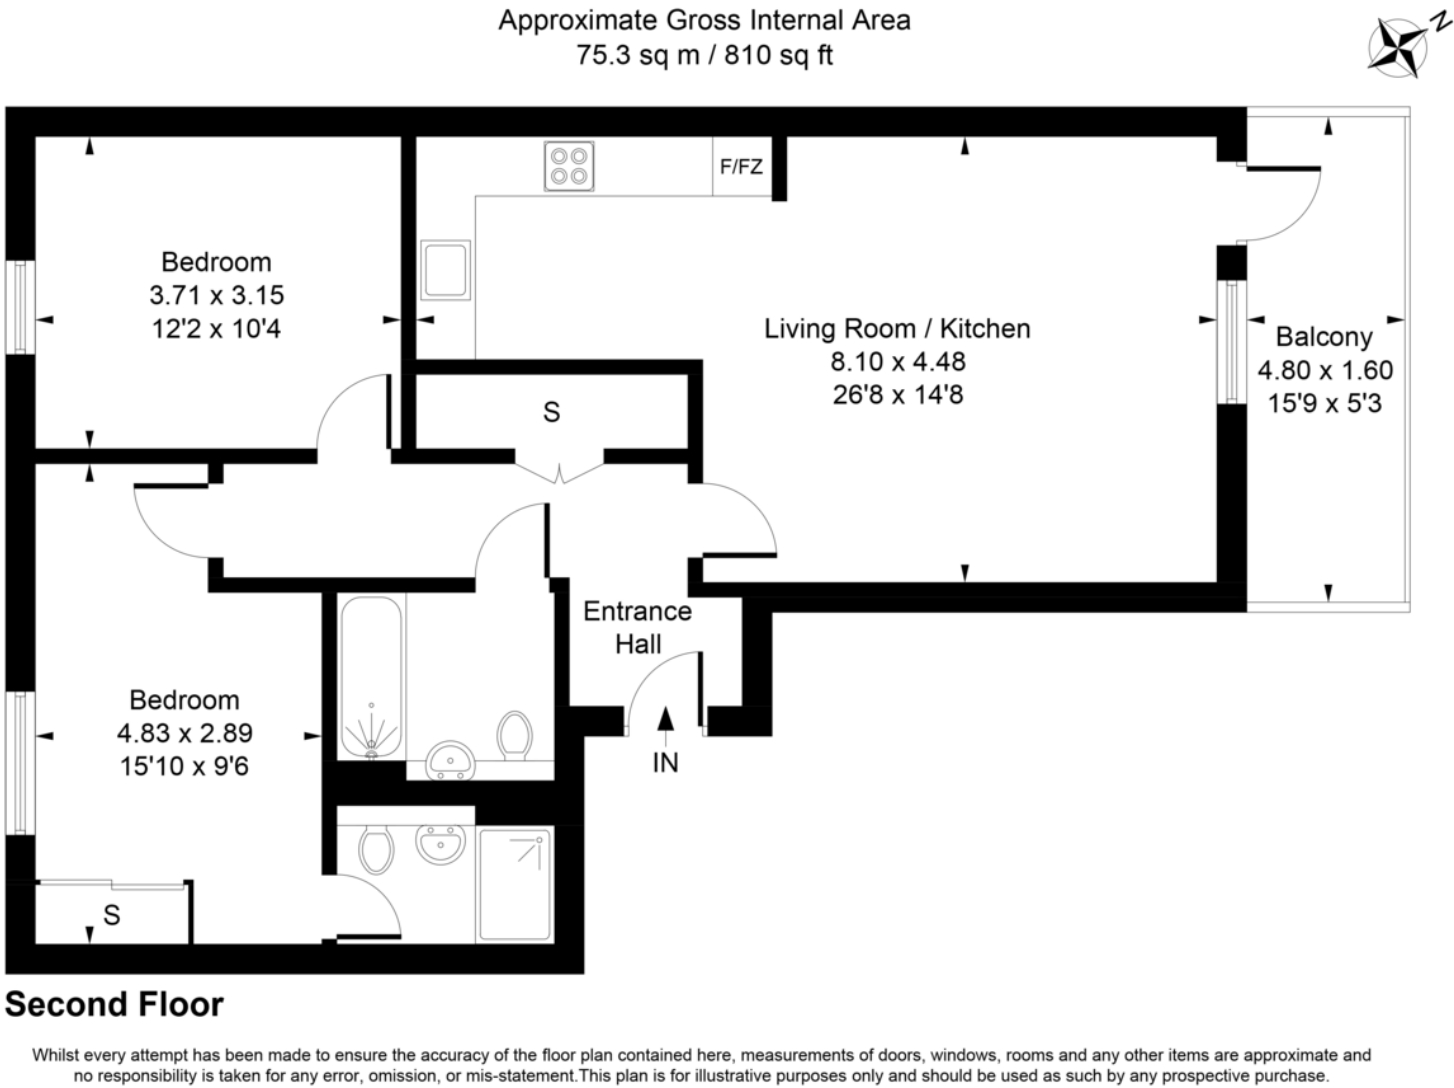 Approximate Gross Internal Area
75.3 sq m / 810 sq ft
N
F/FZ
Bedroom
3.71 x 3.15
12'2 x 10'4
Living Room / Kitchen
8.10 x 4.48
26'8 x 14'8
Balcony
4.80 x 1.60
15'9 x 5'3
S
Entrance
Hall
Bedroom
4.83 x 2.89
15'10 x 9'6
IN
S
Second Floor
Whilst every attempt has been made to ensure the accuracy of the floor plan contained here, measurements of doors, windows, rooms and any other items are approximate and
no responsibility is taken for any error, omission, or mis-statement.This plan is for illustrative purposes only and should be used as such by any prospective purchase.